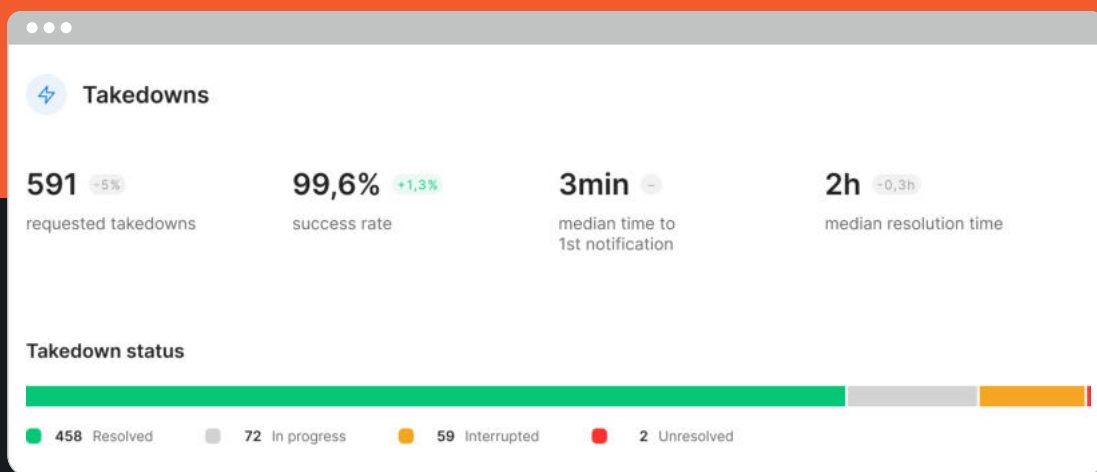 Takedowns
591 -5%
requested takedowns
99,6% +1,3%
success rate
3min –
median time to
1st notification
2h -0,3h
median resolution time
Takedown status
458 Resolved
72 In progress
59 Interrupted
2 Unresolved